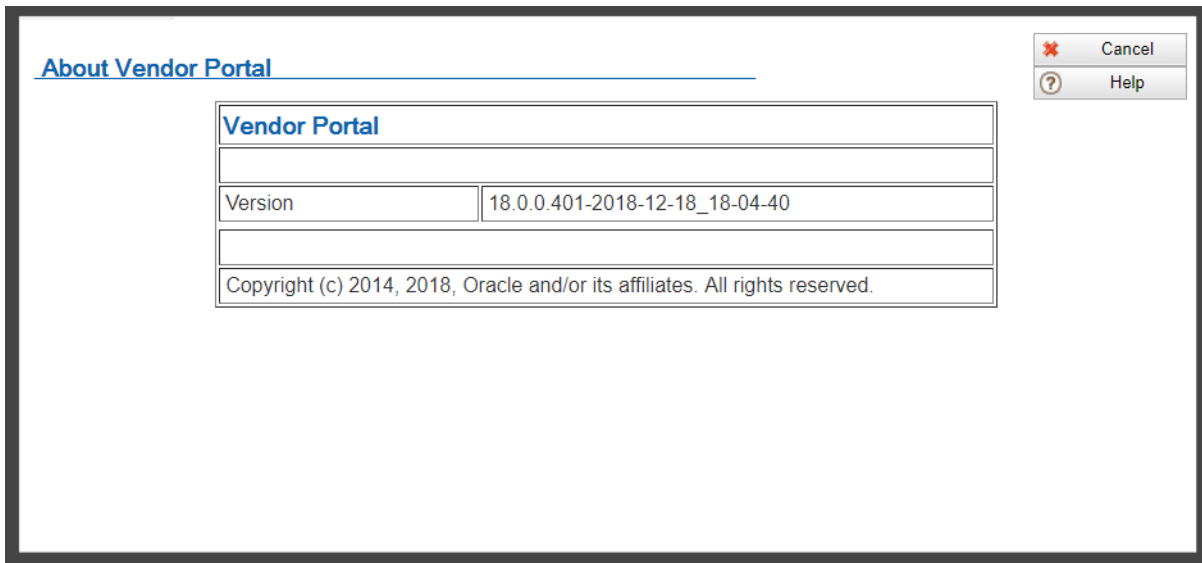 About Vendor Portal
Cancel
Help
Vendor Portal
Version 18.0.0.401-2018-12-18_18-04-40
Copyright (c) 2014, 2018, Oracle and/or its affiliates. All rights reserved.